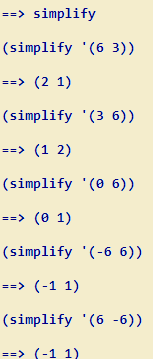 ==> simplify
(simplify '(6 3))
==> (2 1)
(simplify '(3 6))
==> (1 2)
(simplify '(0 6))
==> (0 1)
(simplify '(-6 6))
==> (-1 1)
(simplify '(6 -6))
==> (-1 1)